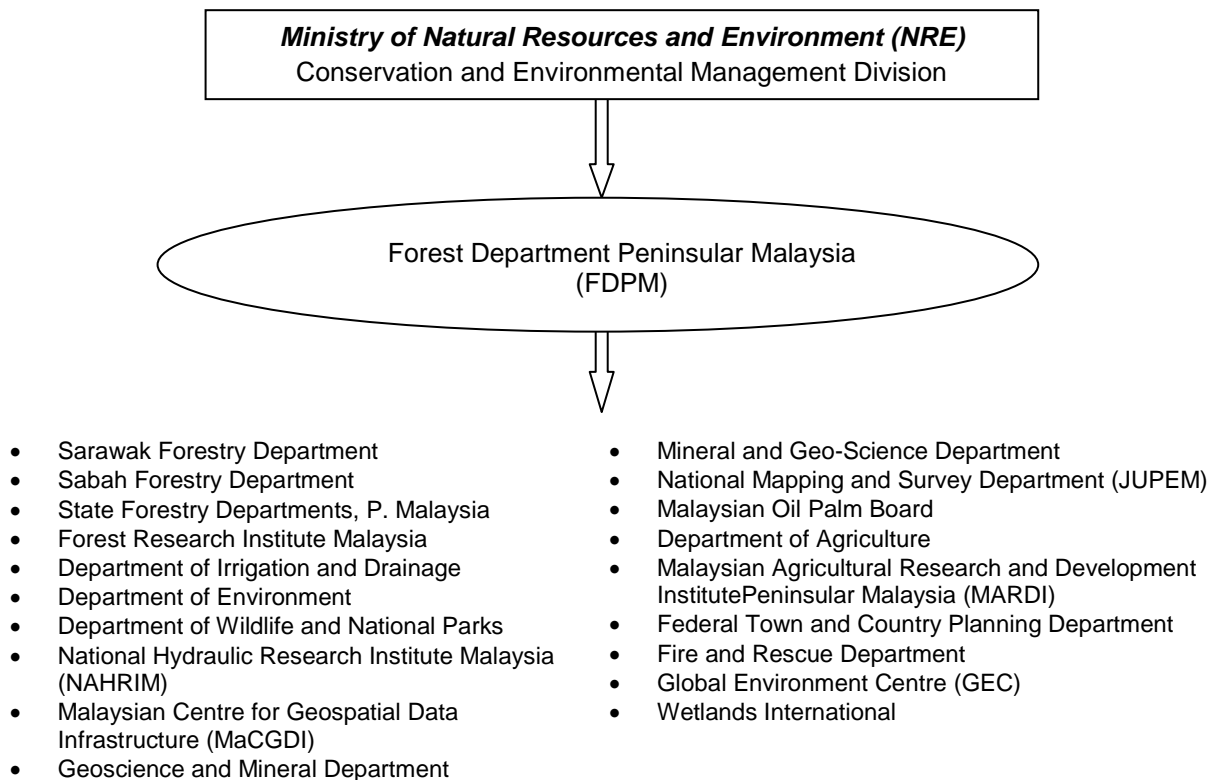 Ministry of Natural Resources and Environment (NRE)
Conservation and Environmental Management Division
Forest Department Peninsular Malaysia
(FDPM)
• Sarawak Forestry Department
• Sabah Forestry Department
• State Forestry Departments, P. Malaysia
• Forest Research Institute Malaysia
• Department of Irrigation and Drainage
• Department of Environment
• Department of Wildlife and National Parks
• National Hydraulic Research Institute Malaysia
(NAHRIM)
• Malaysian Centre for Geospatial Data
Infrastructure (MaCGDI)
• Geoscience and Mineral Department
• Mineral and Geo-Science Department
• National Mapping and Survey Department (JUPEM)
• Malaysian Oil Palm Board
• Department of Agriculture
• Malaysian Agricultural Research and Development
InstitutePeninsular Malaysia (MARDI)
• Federal Town and Country Planning Department
• Fire and Rescue Department
• Global Environment Centre (GEC)
• Wetlands International